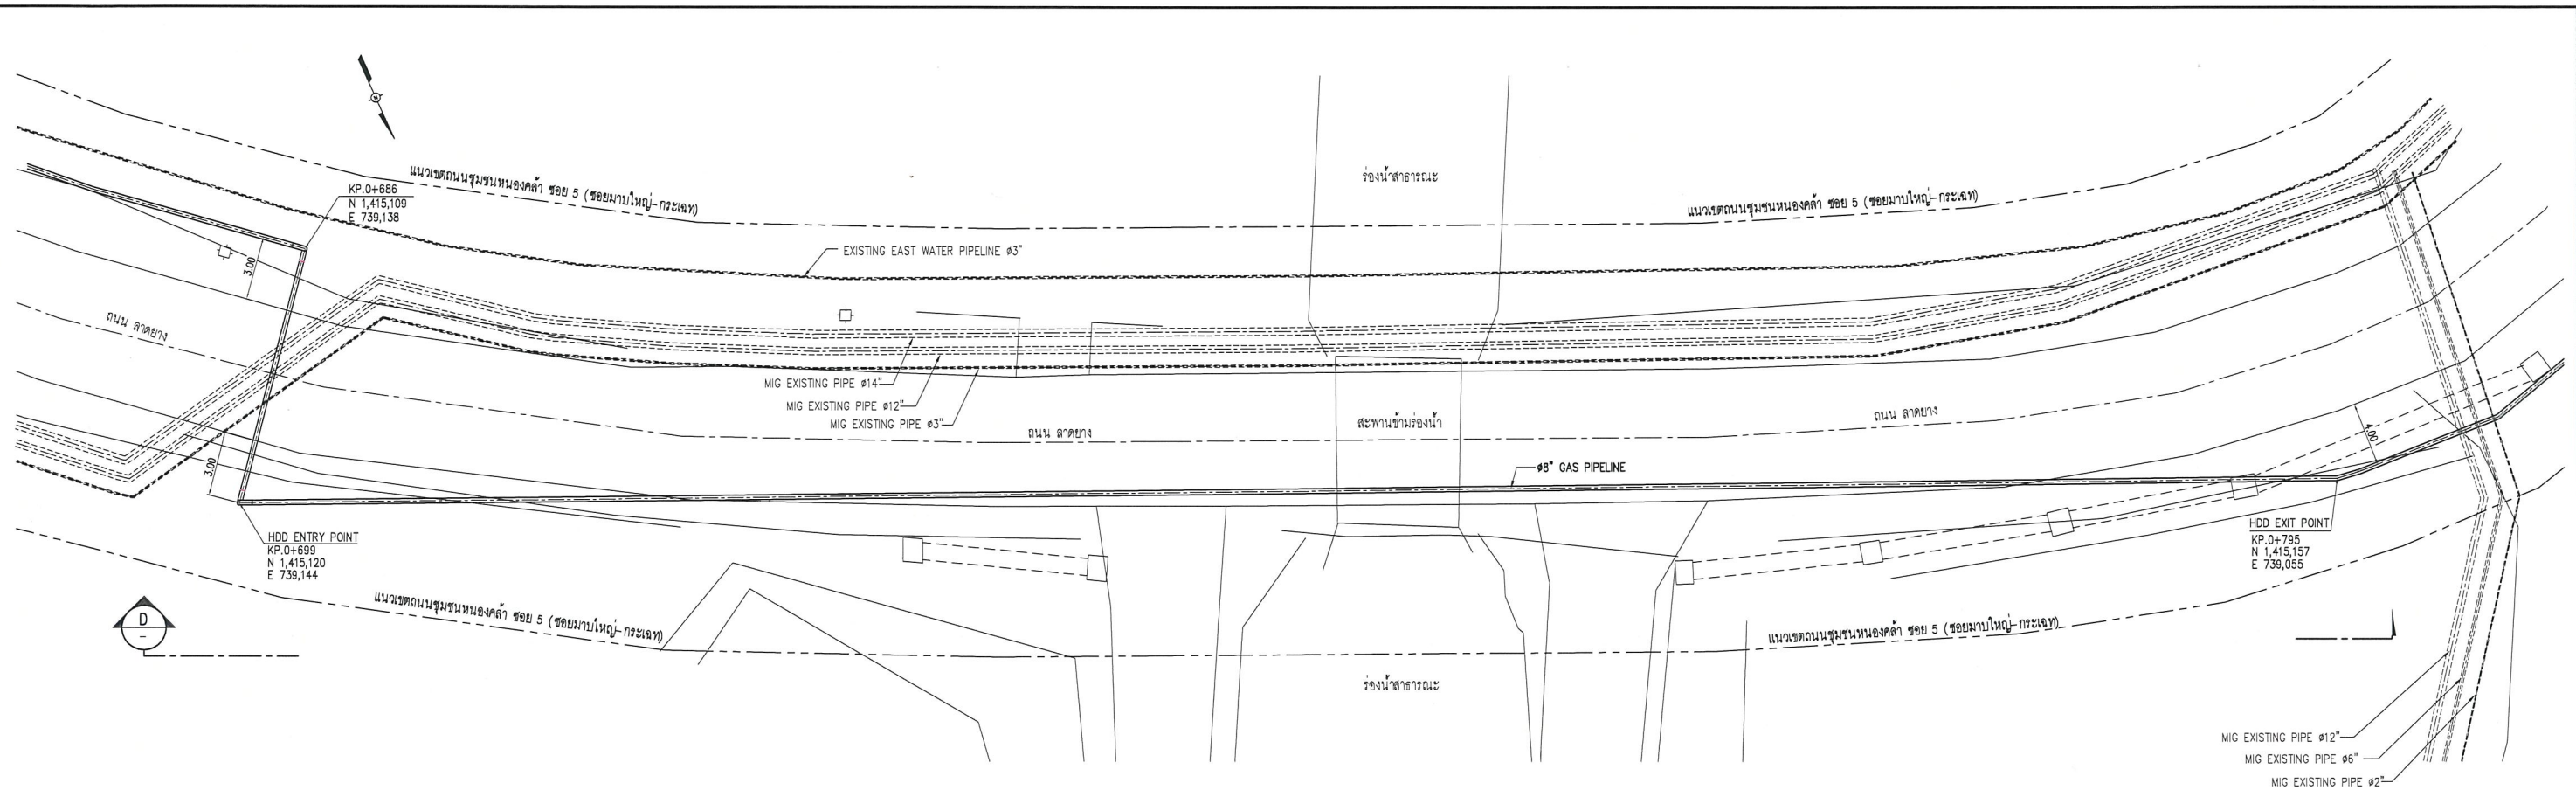 แนวเขตถนนชุมชนหนองคล้า ซอย 5 (ซอยมาบใหญ่-กระเฉท)
KP.0+686
N 1,415,109
E 739,138
ร่องน้ำสาธารณะ
แนวเขตถนนชุมชนหนองคล้า ซอย 5 (ซอยมาบใหญ่-กระเฉท)
EXISTING EAST WATER PIPELINE ø3"
3.00
ถนน ลาดยาง
MIG EXISTING PIPE ø14"
MIG EXISTING PIPE ø12"
MIG EXISTING PIPE ø3"
ถนน ลาดยาง
สะพานข้ามร่องน้ำ
ถนน ลาดยาง
4.00
3.00
ø8" GAS PIPELINE
HDD ENTRY POINT
KP.0+699
N 1,415,120
E 739,144
HDD EXIT POINT
KP.0+795
N 1,415,157
E 739,055
D
-
แนวเขตถนนชุมชนหนองคล้า ซอย 5 (ซอยมาบใหญ่-กระเฉท)
แนวเขตถนนชุมชนหนองคล้า ซอย 5 (ซอยมาบใหญ่-กระเฉท)
ร่องน้ำสาธารณะ
MIG EXISTING PIPE ø12"
MIG EXISTING PIPE ø6"
MIG EXISTING PIPE ø2"